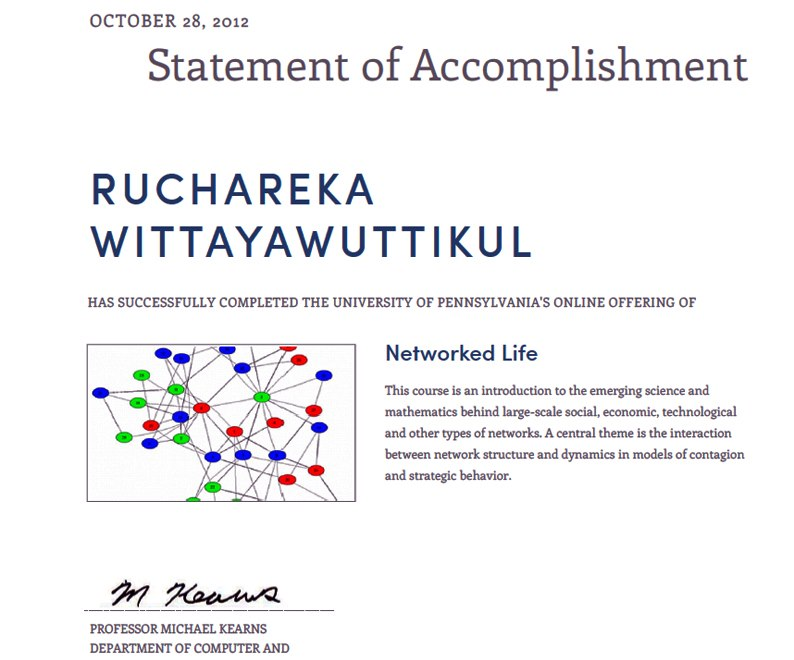 OCTOBER 28, 2012
Statement of Accomplishment
RUCHAREKA
WITTAYAWUTTIKUL
HAS SUCCESSFULLY COMPLETED THE UNIVERSITY OF PENNSYLVANIA'S ONLINE OFFERING OF
Networked Life
This course is an introduction to the emerging science and
mathematics behind large-scale social, economic, technological
and other types of networks. A central theme is the interaction
between network structure and dynamics in models of contagion
and strategic behavior.
M Kearns
PROFESSOR MICHAEL KEARNS
DEPARTMENT OF COMPUTER AND